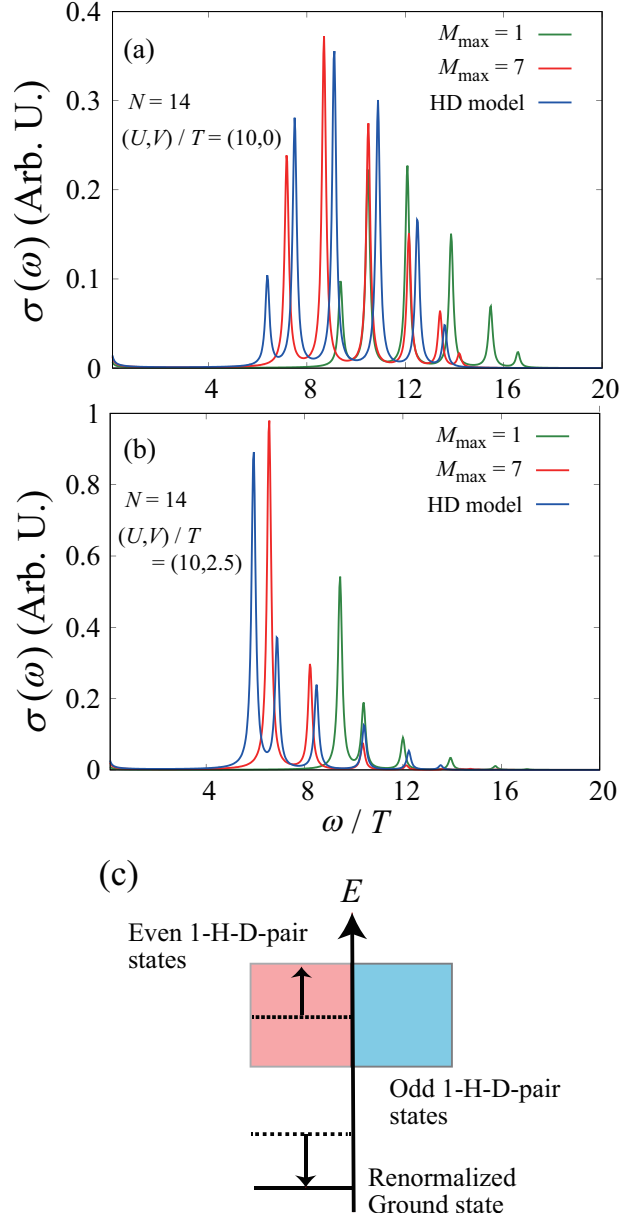 0.4
(a)
M_max = 1
M_max = 7
HD model
N = 14
(U,V) / T = (10,0)
0.3
0.2
0.1
0
σ(ω) (Arb. U.)
4 8 12 16 20
1
(b)
M_max = 1
M_max = 7
HD model
N = 14
(U,V) / T
= (10,2.5)
0.8
0.6
0.4
0.2
0
σ(ω) (Arb. U.)
4 8 12 16 20
ω / T
(c)
E
Even 1-H-D-pair
states
Odd 1-H-D-pair
states
Renormalized
Ground state